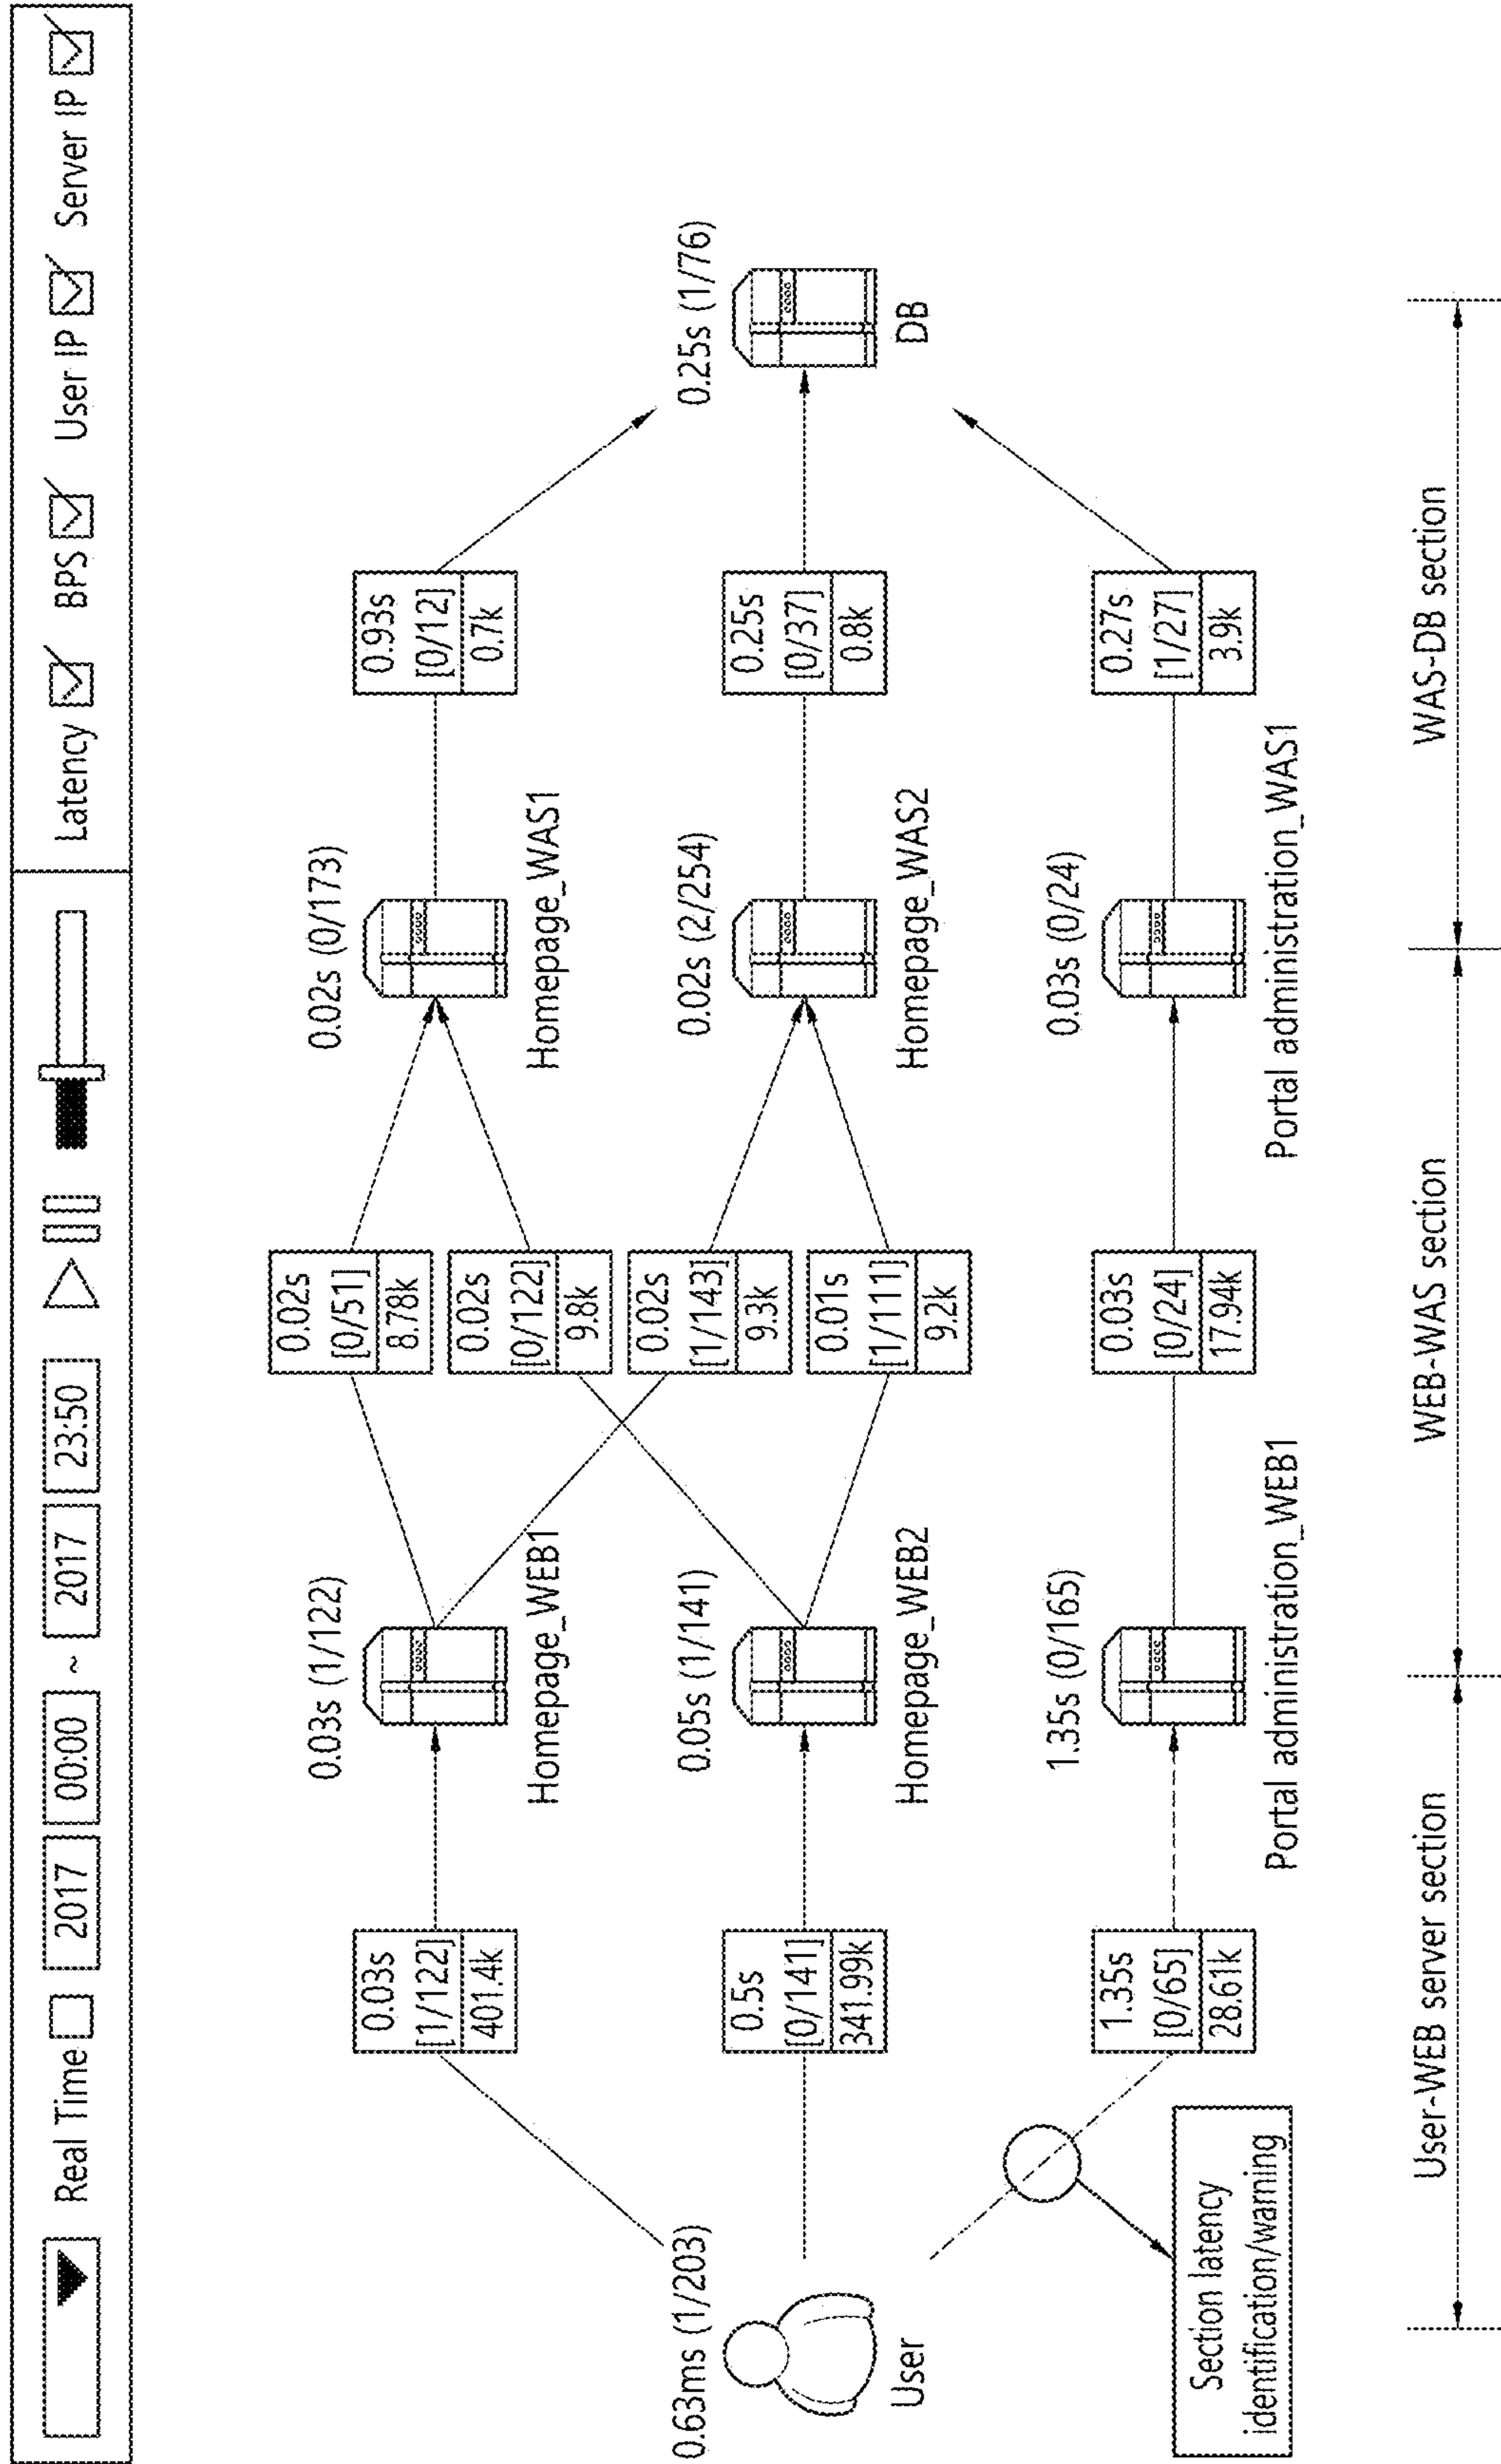 Real Time 2017 00:00 ~ 2017 23:50 Latency BPS User IP Server IP
0.63ms (1/203)
User
Section latency
identification/warning
0.03s
[1/122]
401.4k
0.5s
[0/141]
341.99k
1.35s
[0/65]
28.61k
0.03s (1/122)
Homepage_WEB1
0.05s (1/141)
Homepage_WEB2
1.35s (0/165)
Portal administration_WEB1
0.02s
[0/51]
8.78k
0.02s
[0/122]
9.8k
0.02s
[1/143]
9.3k
0.01s
[1/111]
9.2k
0.03s
[0/24]
17.94k
0.02s (0/173)
Homepage_WAS1
0.02s (2/254)
Homepage_WAS2
0.03s (0/24)
Portal administration_WAS1
0.93s
[0/12]
0.7k
0.25s
[0/37]
0.8k
0.27s
[1/27]
3.9k
0.25s (1/76)
DB
User-WEB server section
WEB-WAS section
WAS-DB section